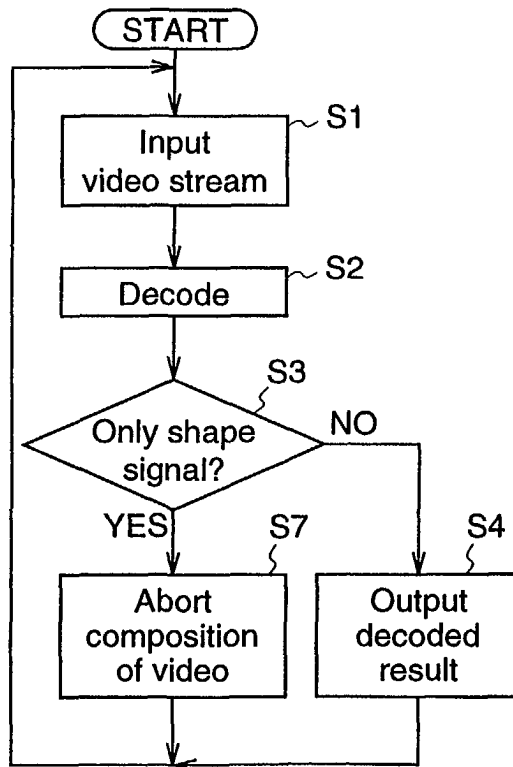 START
S1
Input
video stream
S2
Decode
S3
Only shape
signal?
NO
YES
S7
Abort
composition
of video
S4
Output
decoded
result